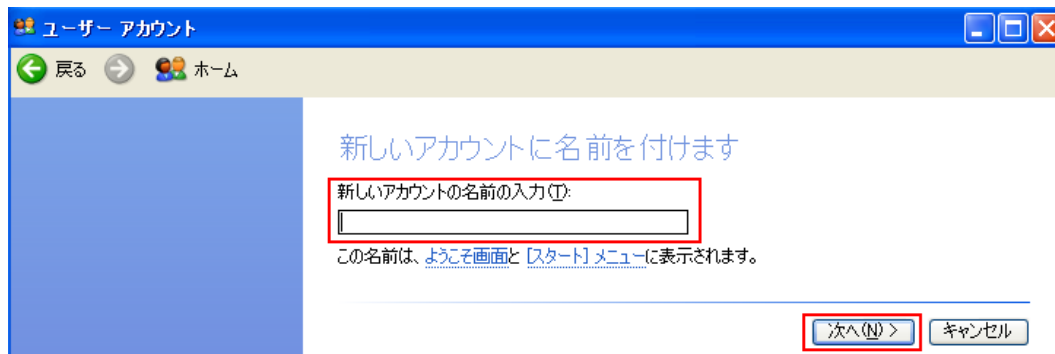 ユーザー アカウント
戻る ホーム
新しいアカウントに名前を付けます
新しいアカウントの名前の入力(T):
この名前は、ようこそ画面と [スタート] メニューに表示されます。
次へ(N) > キャンセル